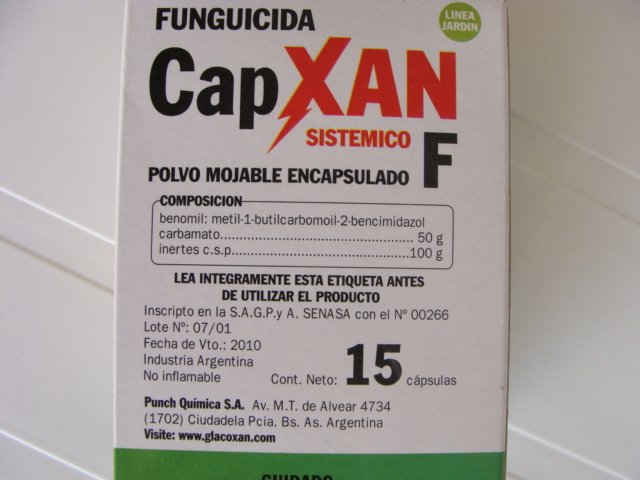 FUNGUICIDA
LINEA
JARDIN
CapXAN
SISTEMICO
F
POLVO MOJABLE ENCAPSULADO
COMPOSICION
benomil: metil-1-butilcarbomoil-2-bencimidazol
carbamato.................................................. 50 g
inertes c.s.p..............................................100 g
LEA INTEGRAMENTE ESTA ETIQUETA ANTES
DE UTILIZAR EL PRODUCTO
Inscripto en la S.A.G.P.y A. SENASA con el Nº 00266
Lote Nº: 07/01
Fecha de Vto.: 2010
Industria Argentina
No inflamable
Cont. Neto: 15 cápsulas
Punch Química S.A. Av. M.T. de Alvear 4734
(1702) Ciudadela Pcia. Bs. As. Argentina
Visite: www.glacoxan.com
CUIDADO